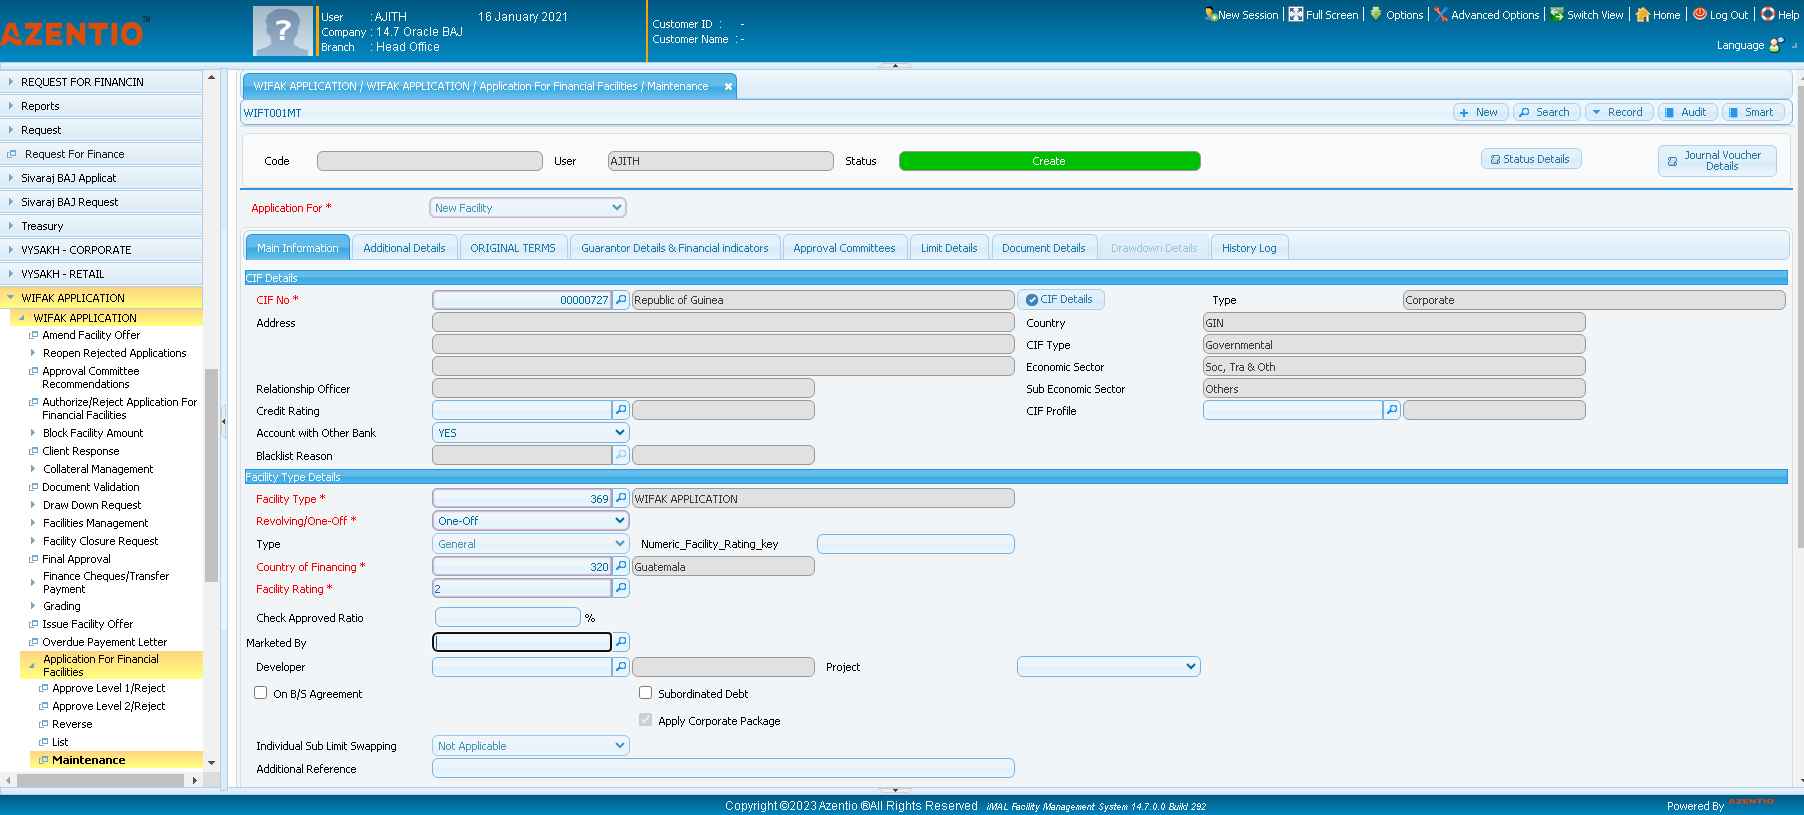 AZENTIO™
User : AJITH 16 January 2021
Company : 14.7 Oracle BAJ
Branch : Head Office
Customer ID : -
Customer Name : -
New Session Full Screen Options Advanced Options Switch View Home Log Out Help
Language
REQUEST FOR FINANCIN
Reports
Request
Request For Finance
Sivaraj BAJ Applicat
Sivaraj BAJ Request
Treasury
VYSAKH - CORPORATE
VYSAKH - RETAIL
WIFAK APPLICATION
WIFAK APPLICATION
Amend Facility Offer
Reopen Rejected Applications
Approval Committee
Recommendations
Authorize/Reject Application For
Financial Facilities
Block Facility Amount
Client Response
Collateral Management
Document Validation
Draw Down Request
Facilities Management
Facility Closure Request
Final Approval
Finance Cheques/Transfer
Payment
Grading
Issue Facility Offer
Overdue Payement Letter
Application For Financial
Facilities
Approve Level 1/Reject
Approve Level 2/Reject
Reverse
List
Maintenance
WIFAK APPLICATION / WIFAK APPLICATION / Application For Financial Facilities / Maintenance
WIFT001MT
New Search Record Audit Smart
Code User AJITH Status Create
Status Details
Journal Voucher
Details
Application For * New Facility
Main Information Additional Details ORIGINAL TERMS Guarantor Details & Financial indicators Approval Committees Limit Details Document Details Drawdown Details History Log
CIF Details
CIF No * 00000727 Republic of Guinea CIF Details Type Corporate
Address Country GIN
CIF Type Governmental
Economic Sector Soc, Tra & Oth
Relationship Officer Sub Economic Sector Others
Credit Rating CIF Profile
Account with Other Bank YES
Blacklist Reason
Facility Type Details
Facility Type * 369 WIFAK APPLICATION
Revolving/One-Off * One-Off
Type General Numeric_Facility_Rating_key
Country of Financing * 320 Guatemala
Facility Rating * 2
Check Approved Ratio %
Marketed By
Developer Project
On B/S Agreement Subordinated Debt
Apply Corporate Package
Individual Sub Limit Swapping Not Applicable
Additional Reference
Copyright ©2023 Azentio ®All Rights Reserved iMAL Facility Management System 14.7.0.0 Build 292
Powered By AZENTIO